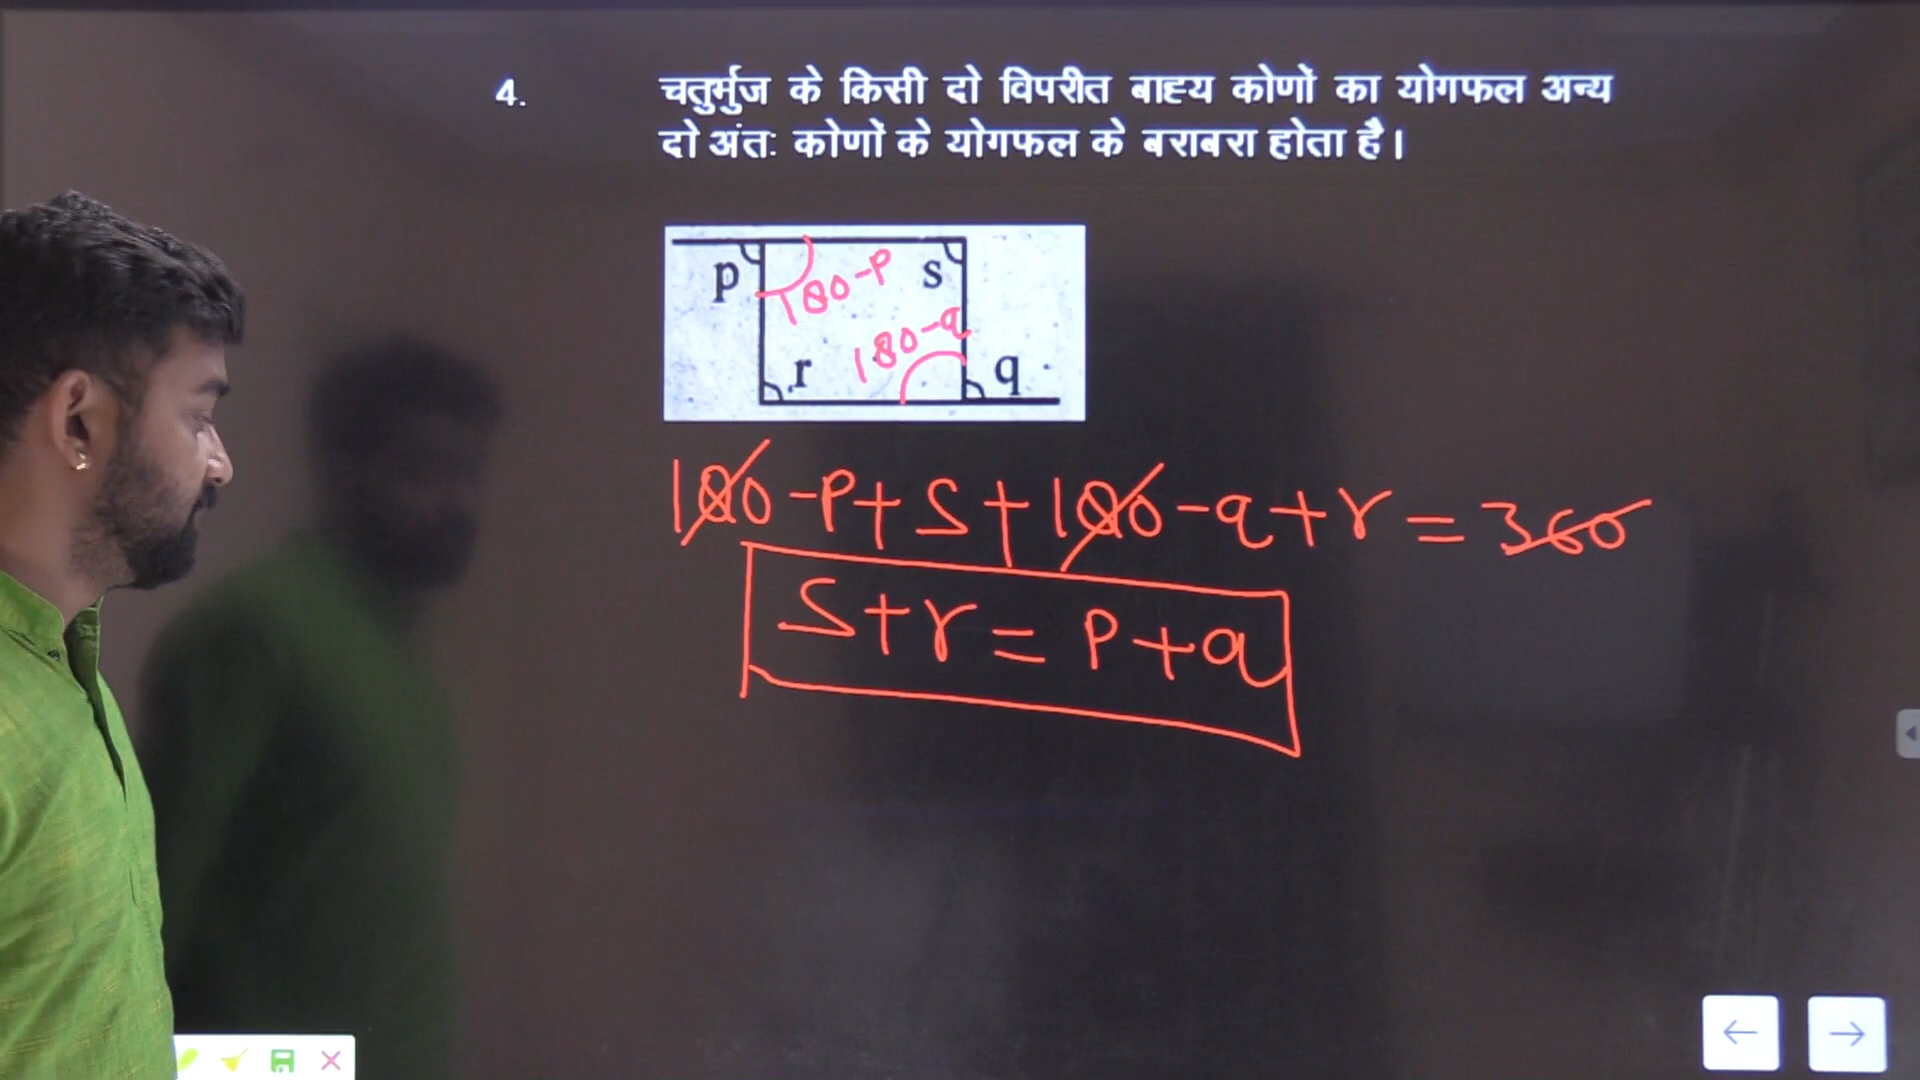 4. चतुर्भुज के किसी दो विपरीत बाह्य कोणों का योगफल अन्य
दो अंतः कोणों के योगफल के बराबरा होता है।
p 180-P s
180-q
r q
180-P+S+180-q+r=360
S+r=P+q